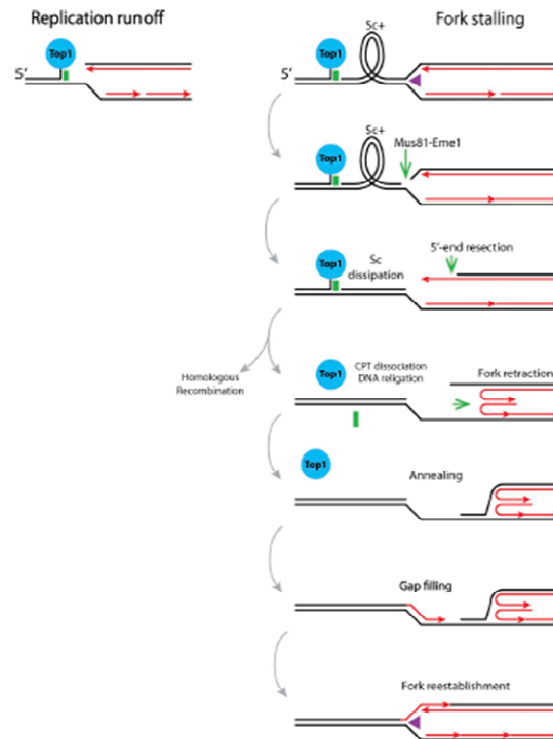 Replication runoff
Fork stalling
Sc+
Top1
5'
Top1
5'
Sc+
Mus81-Eme1
Top1
5'-end resection
Top1
Sc
dissipation
Homologous
Recombination
Top1
CPT dissociation
DNA religation
Fork retraction
Top1
Annealing
Gap filling
Fork reestablishment